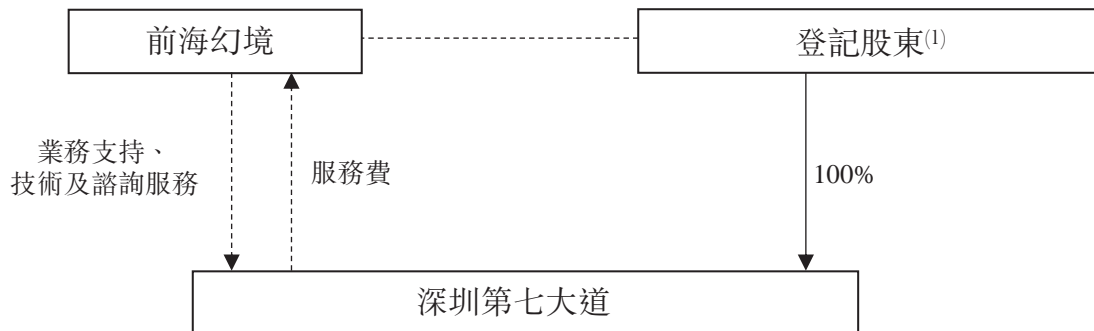 前海幻境
登記股東(1)
業務支持、
技術及諮詢服務
服務費
100%
深圳第七大道